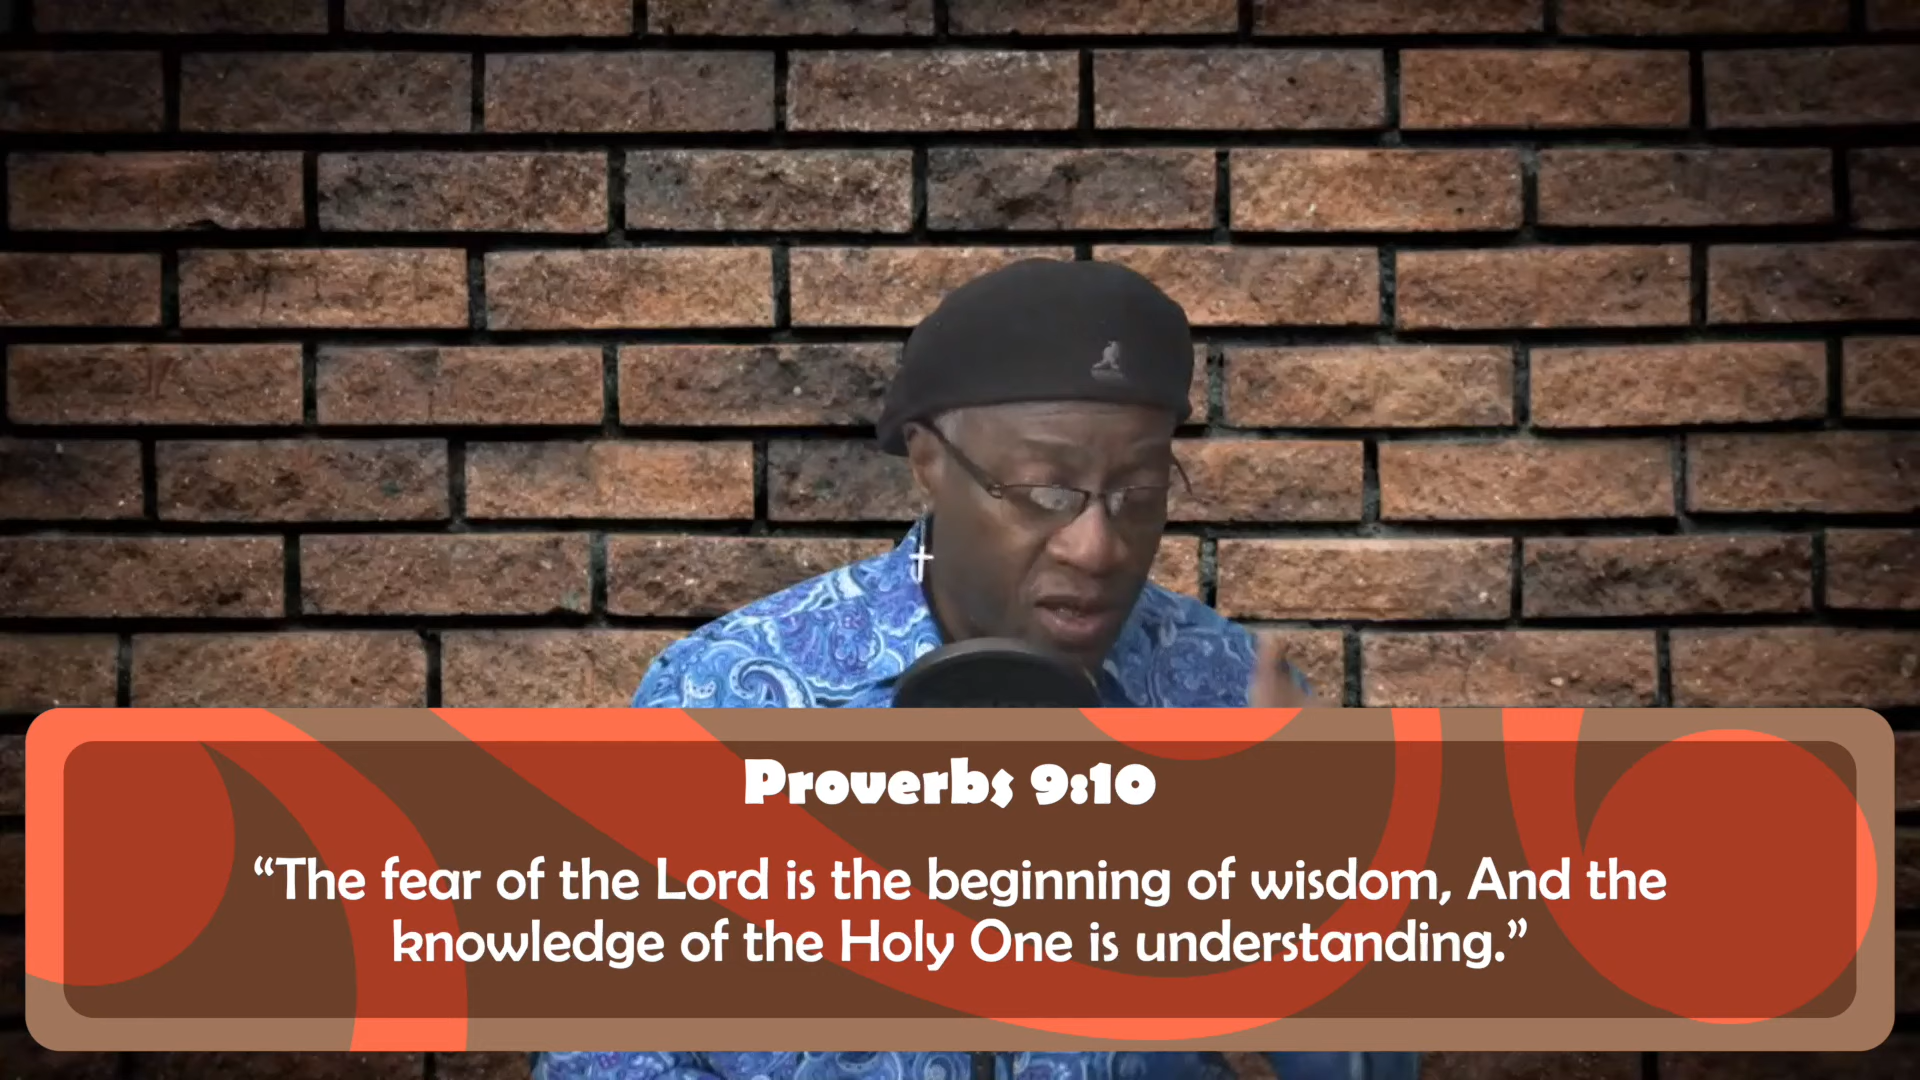 Proverbs 9:10
“The fear of the Lord is the beginning of wisdom, And the
knowledge of the Holy One is understanding.”